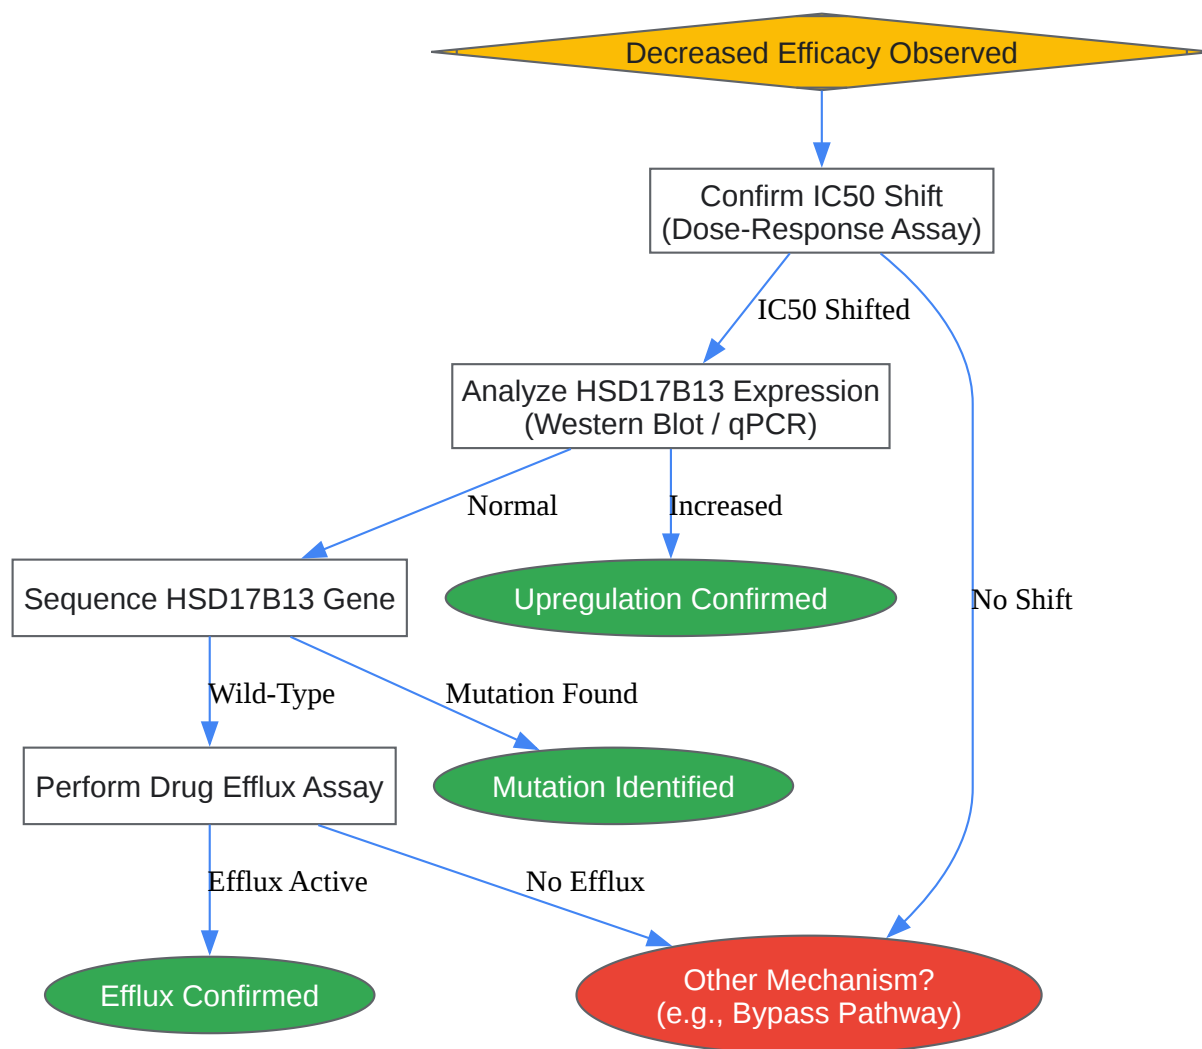 Decreased Efficacy Observed
Confirm IC50 Shift
(Dose-Response Assay)
IC50 Shifted
Analyze HSD17B13 Expression
(Western Blot / qPCR)
Normal
Increased
Sequence HSD17B13 Gene
Upregulation Confirmed
No Shift
Wild-Type
Mutation Found
Perform Drug Efflux Assay
Mutation Identified
Efflux Active
No Efflux
Efflux Confirmed
Other Mechanism?
(e.g., Bypass Pathway)